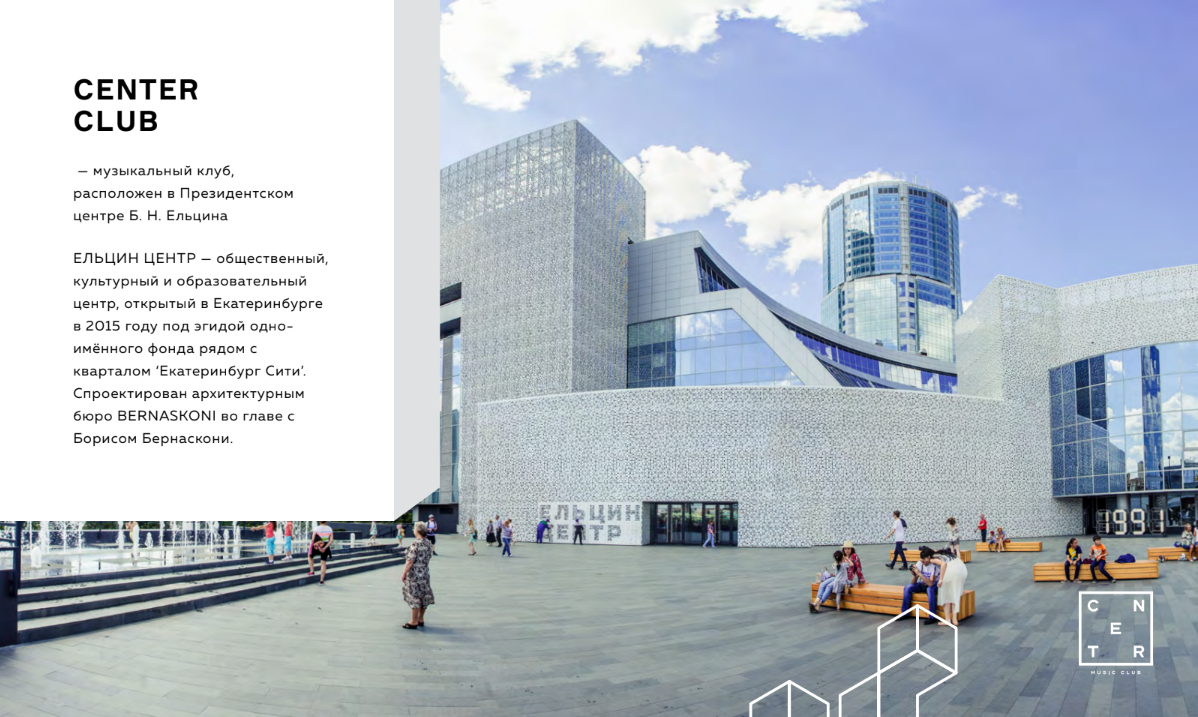 CENTER
CLUB
— музыкальный клуб,
расположен в Президентском
центре Б. Н. Ельцина
ЕЛЬЦИН ЦЕНТР — общественный,
культурный и образовательный
центр, открытый в Екатеринбурге
в 2015 году под эгидой одно-
имённого фонда рядом с
кварталом ‘Екатеринбург Сити’.
Спроектирован архитектурным
бюро BERNASKONI во главе с
Борисом Бернаскони.
ЕЛЬЦИН
ЦЕНТР
1991
C N
E
T R
MUSIC CLUB